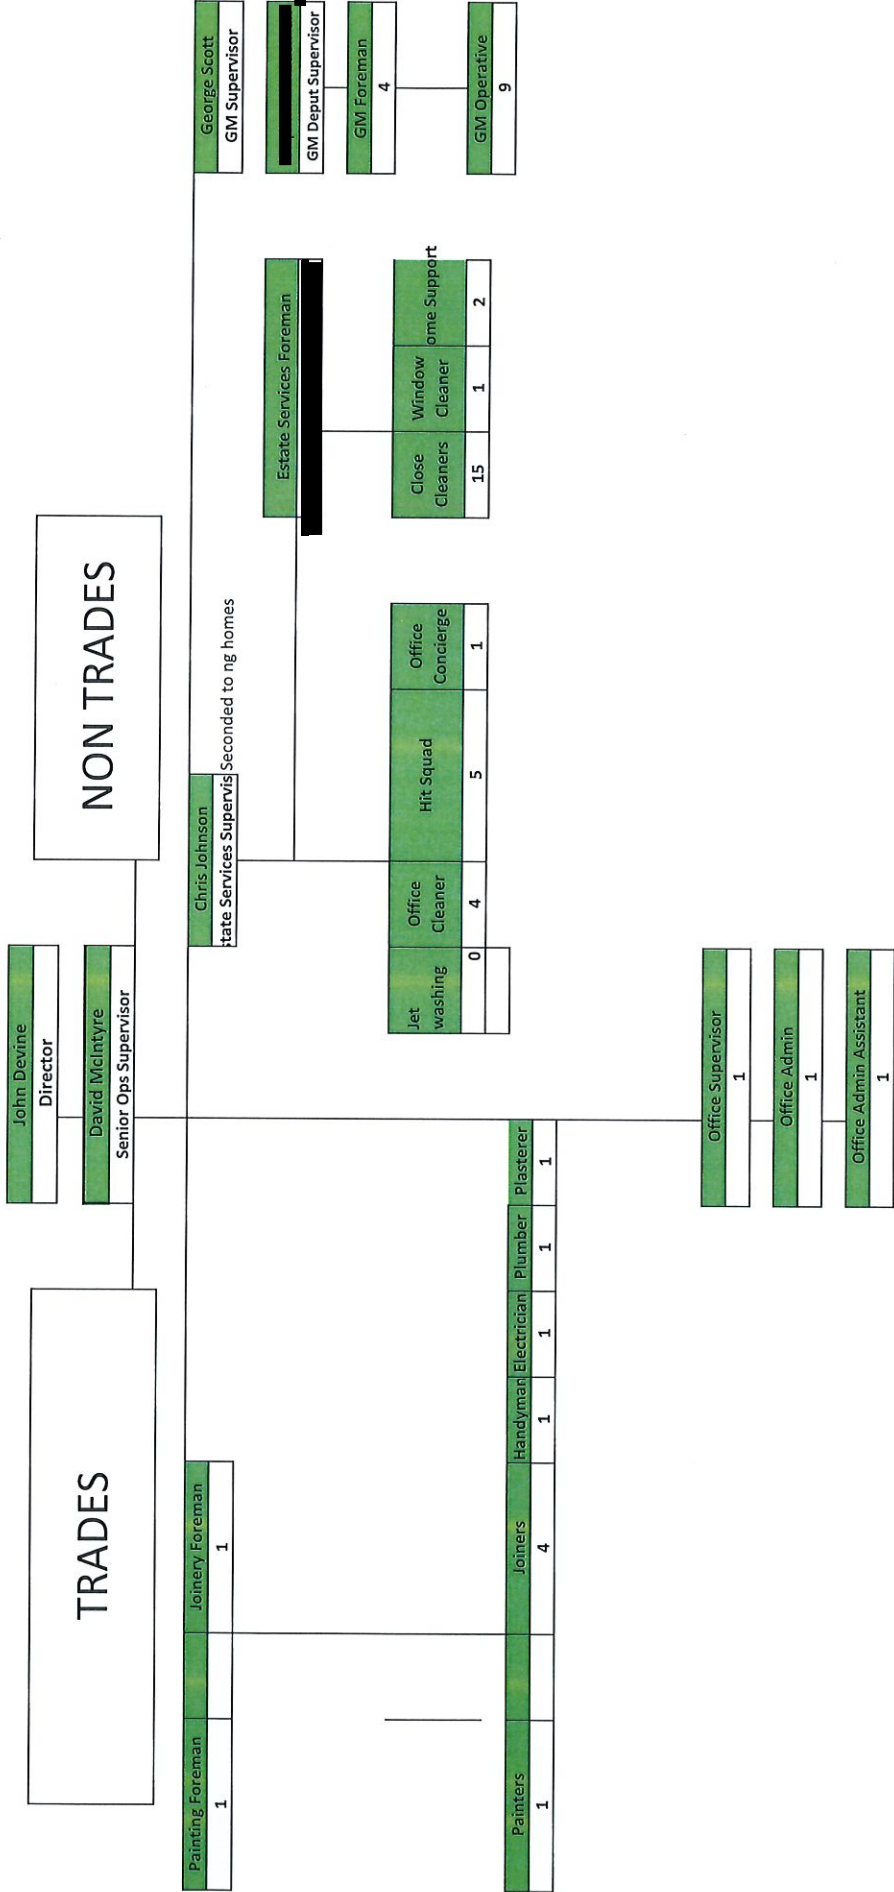 John Devine
Director
David McIntyre
Senior Ops Supervisor
TRADES
NON TRADES
Painting Foreman
1
Joinery Foreman
1
Chris Johnson
state Services Supervis Seconded to ng homes
George Scott
GM Supervisor
GM Deput Supervisor
Estate Services Foreman
GM Foreman
4
Jet washing
0
Office Cleaner
4
Hit Squad
5
Office Concierge
1
Close Cleaners
15
Window Cleaner
1
ome Support
2
GM Operative
9
Painters
1
Joiners
4
Handyman
1
Electrician
1
Plumber
1
Plasterer
1
Office Supervisor
1
Office Admin
1
Office Admin Assistant
1